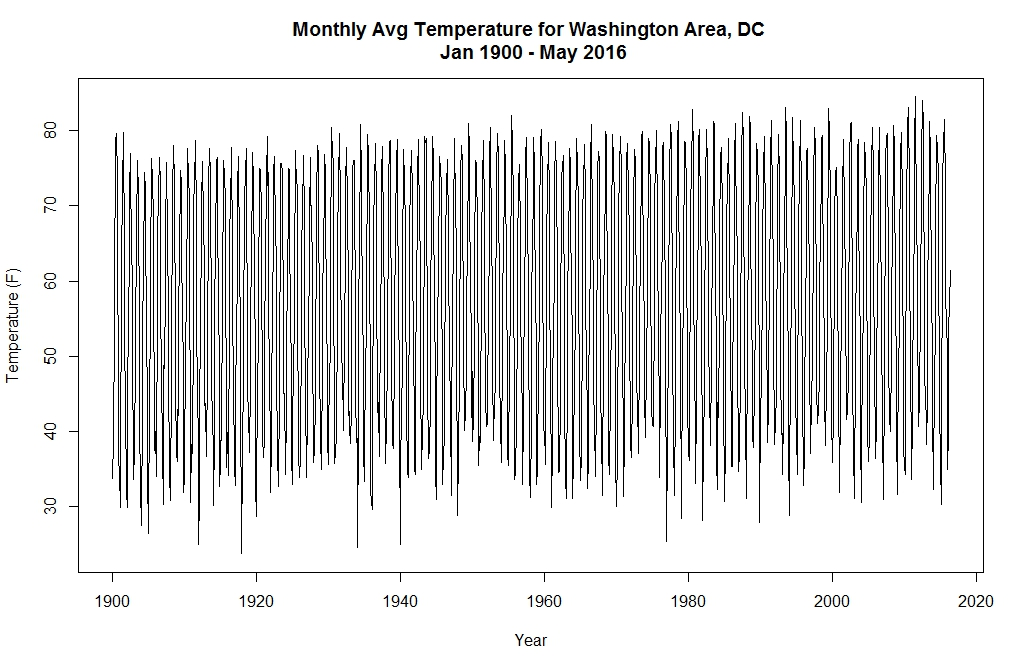 Monthly Avg Temperature for Washington Area, DC
Jan 1900 - May 2016
Temperature (F)
80
70
60
50
40
30
1900 1920 1940 1960 1980 2000 2020
Year